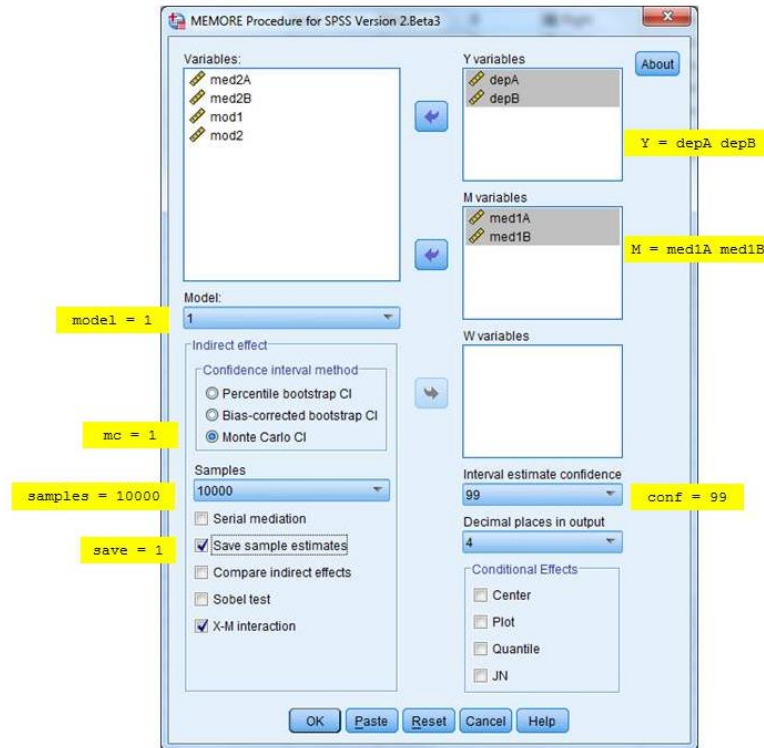 MEMORE Procedure for SPSS Version 2.Beta3
Variables:
med2A
med2B
mod1
mod2
Y variables
depA
depB
About
Y = depA depB
M variables
med1A
med1B
M = med1A med1B
Model:
1
model = 1
W variables
Indirect effect
Confidence interval method
Percentile bootstrap CI
Bias-corrected bootstrap CI
Monte Carlo CI
mc = 1
Samples
10000
samples = 10000
Serial mediation
Save sample estimates
save = 1
Compare indirect effects
Sobel test
X-M interaction
Interval estimate confidence
99
conf = 99
Decimal places in output
4
Conditional Effects
Center
Plot
Quantile
JN
OK
Paste
Reset
Cancel
Help